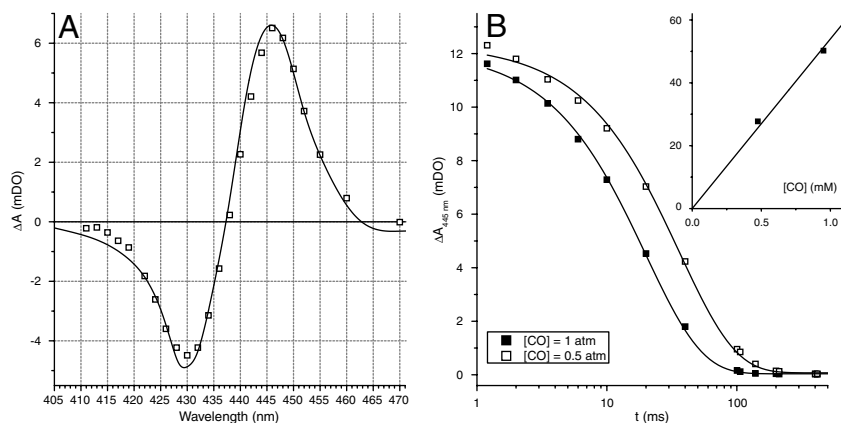 A
ΔA (mDO)
6
4
2
0
-2
-4
405 411 415 420 425 430 435 440 445 450 455 460 465 470
Wavelength (nm)
B
ΔA445 nm (mDO)
12
10
8
6
4
2
0
1 10 100
t (ms)
[CO] = 1 atm
[CO] = 0.5 atm
60
40
20
0
0.0 0.5 1.0
[CO] (mM)